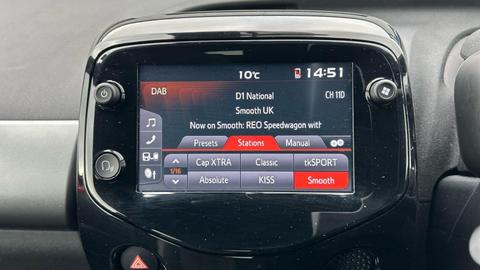 10°C 14:51
DAB
D1 National CH 11D
Smooth UK
Now on Smooth: REO Speedwagon with
Presets Stations Manual
Cap XTRA Classic tkSPORT
1/16
Absolute KISS Smooth